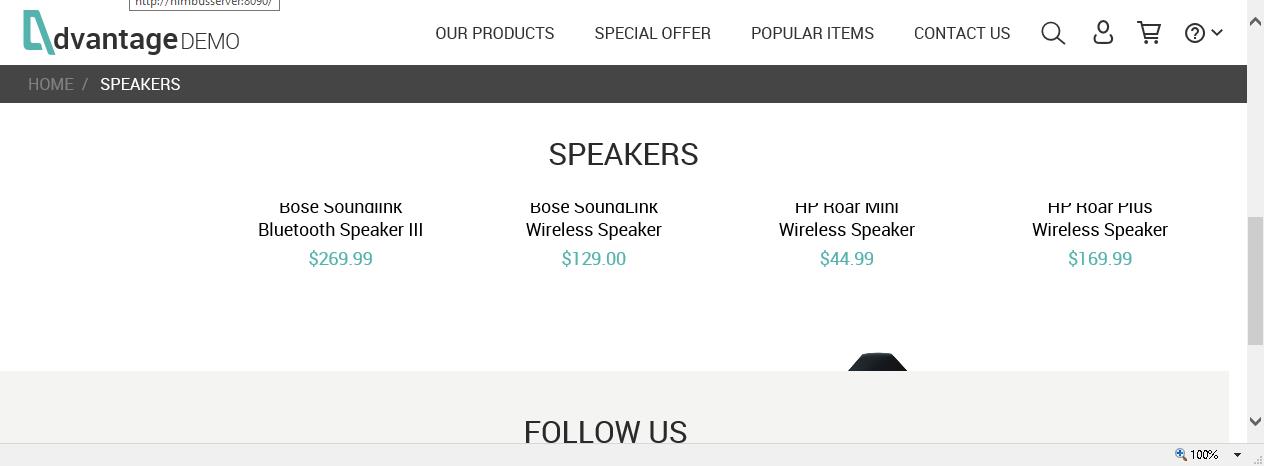 http://nimbusserver:8090/
dvantage DEMO
OUR PRODUCTS SPECIAL OFFER POPULAR ITEMS CONTACT US
HOME / SPEAKERS
SPEAKERS
Bose Soundlink Bose SoundLink HP Roar Mini HP Roar Plus
Bluetooth Speaker III Wireless Speaker Wireless Speaker Wireless Speaker
$269.99 $129.00 $44.99 $169.99
FOLLOW US
100%